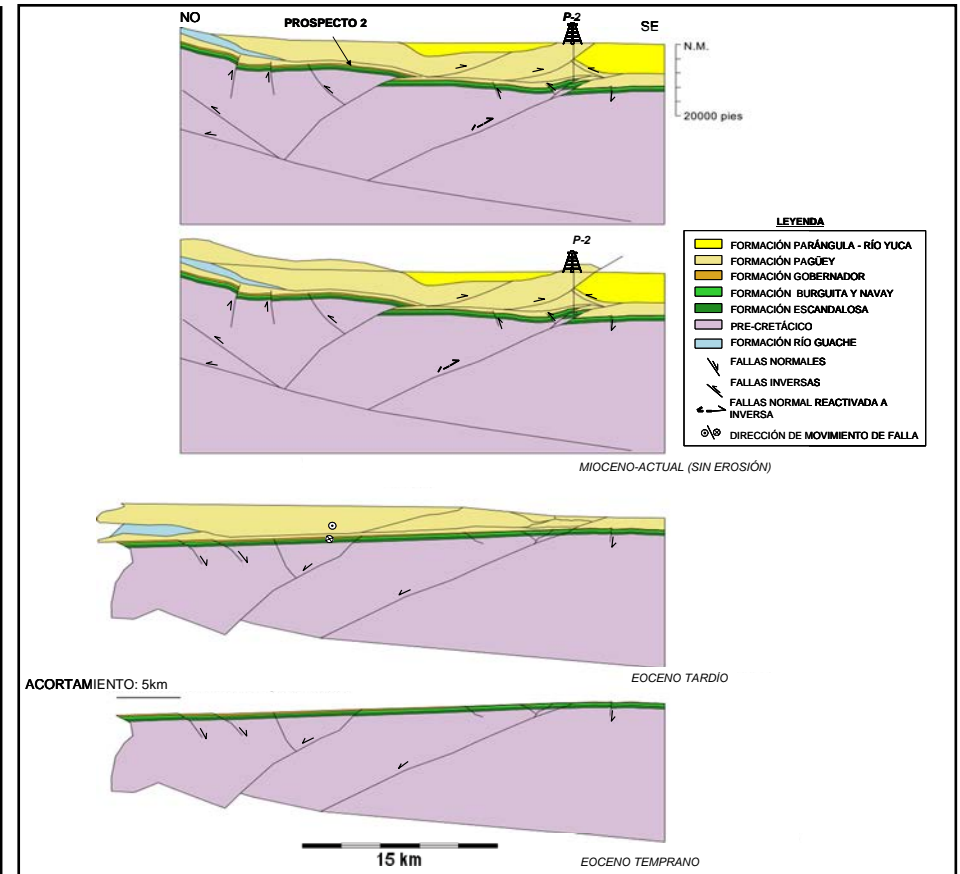 NO
PROSPECTO 2
P-2
SE
N.M.
20000 pies
P-2
LEYENDA
FORMACIÓN PARÁNGULA - RÍO YUCA
FORMACIÓN PAGÜEY
FORMACIÓN GOBERNADOR
FORMACIÓN BURGUITA Y NAVAY
FORMACIÓN ESCANDALOSA
PRE-CRETÁCICO
FORMACIÓN RÍO GUACHE
FALLAS NORMALES
FALLAS INVERSAS
FALLAS NORMAL REACTIVADA A
INVERSA
DIRECCIÓN DE MOVIMIENTO DE FALLA
MIOCENO-ACTUAL (SIN EROSIÓN)
EOCENO TARDÍO
ACORTAMIENTO: 5km
15 km
EOCENO TEMPRANO